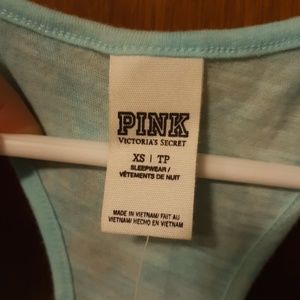 PINK
VICTORIA'S SECRET
XS | TP
SLEEPWEAR /
VÊTEMENTS DE NUIT
MADE IN VIETNAM/ FAIT AU
VIETNAM/ HECHO EN VIETNAM